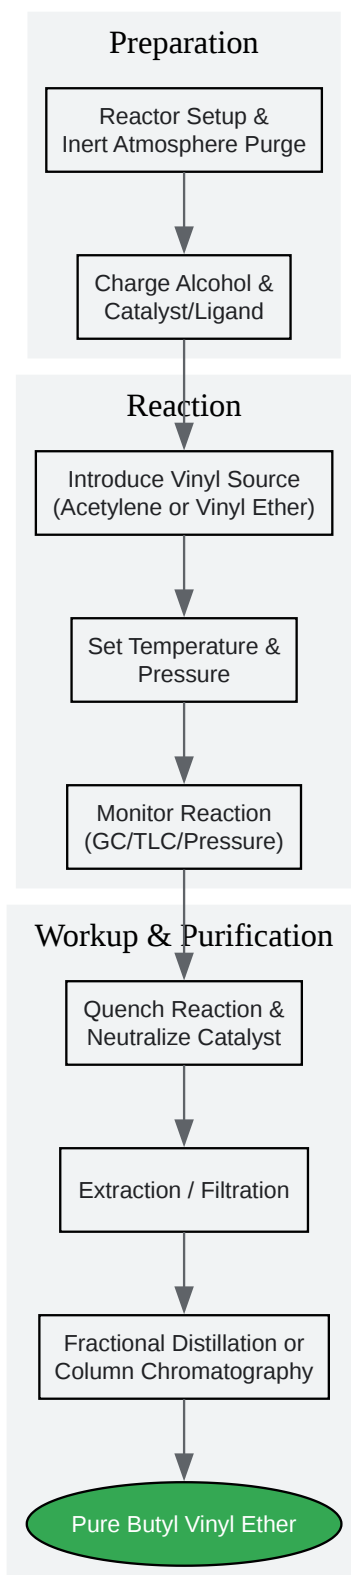 Preparation
Reactor Setup &
Inert Atmosphere Purge
Charge Alcohol &
Catalyst/Ligand
Reaction
Introduce Vinyl Source
(Acetylene or Vinyl Ether)
Set Temperature &
Pressure
Monitor Reaction
(GC/TLC/Pressure)
Workup & Purification
Quench Reaction &
Neutralize Catalyst
Extraction / Filtration
Fractional Distillation or
Column Chromatography
Pure Butyl Vinyl Ether